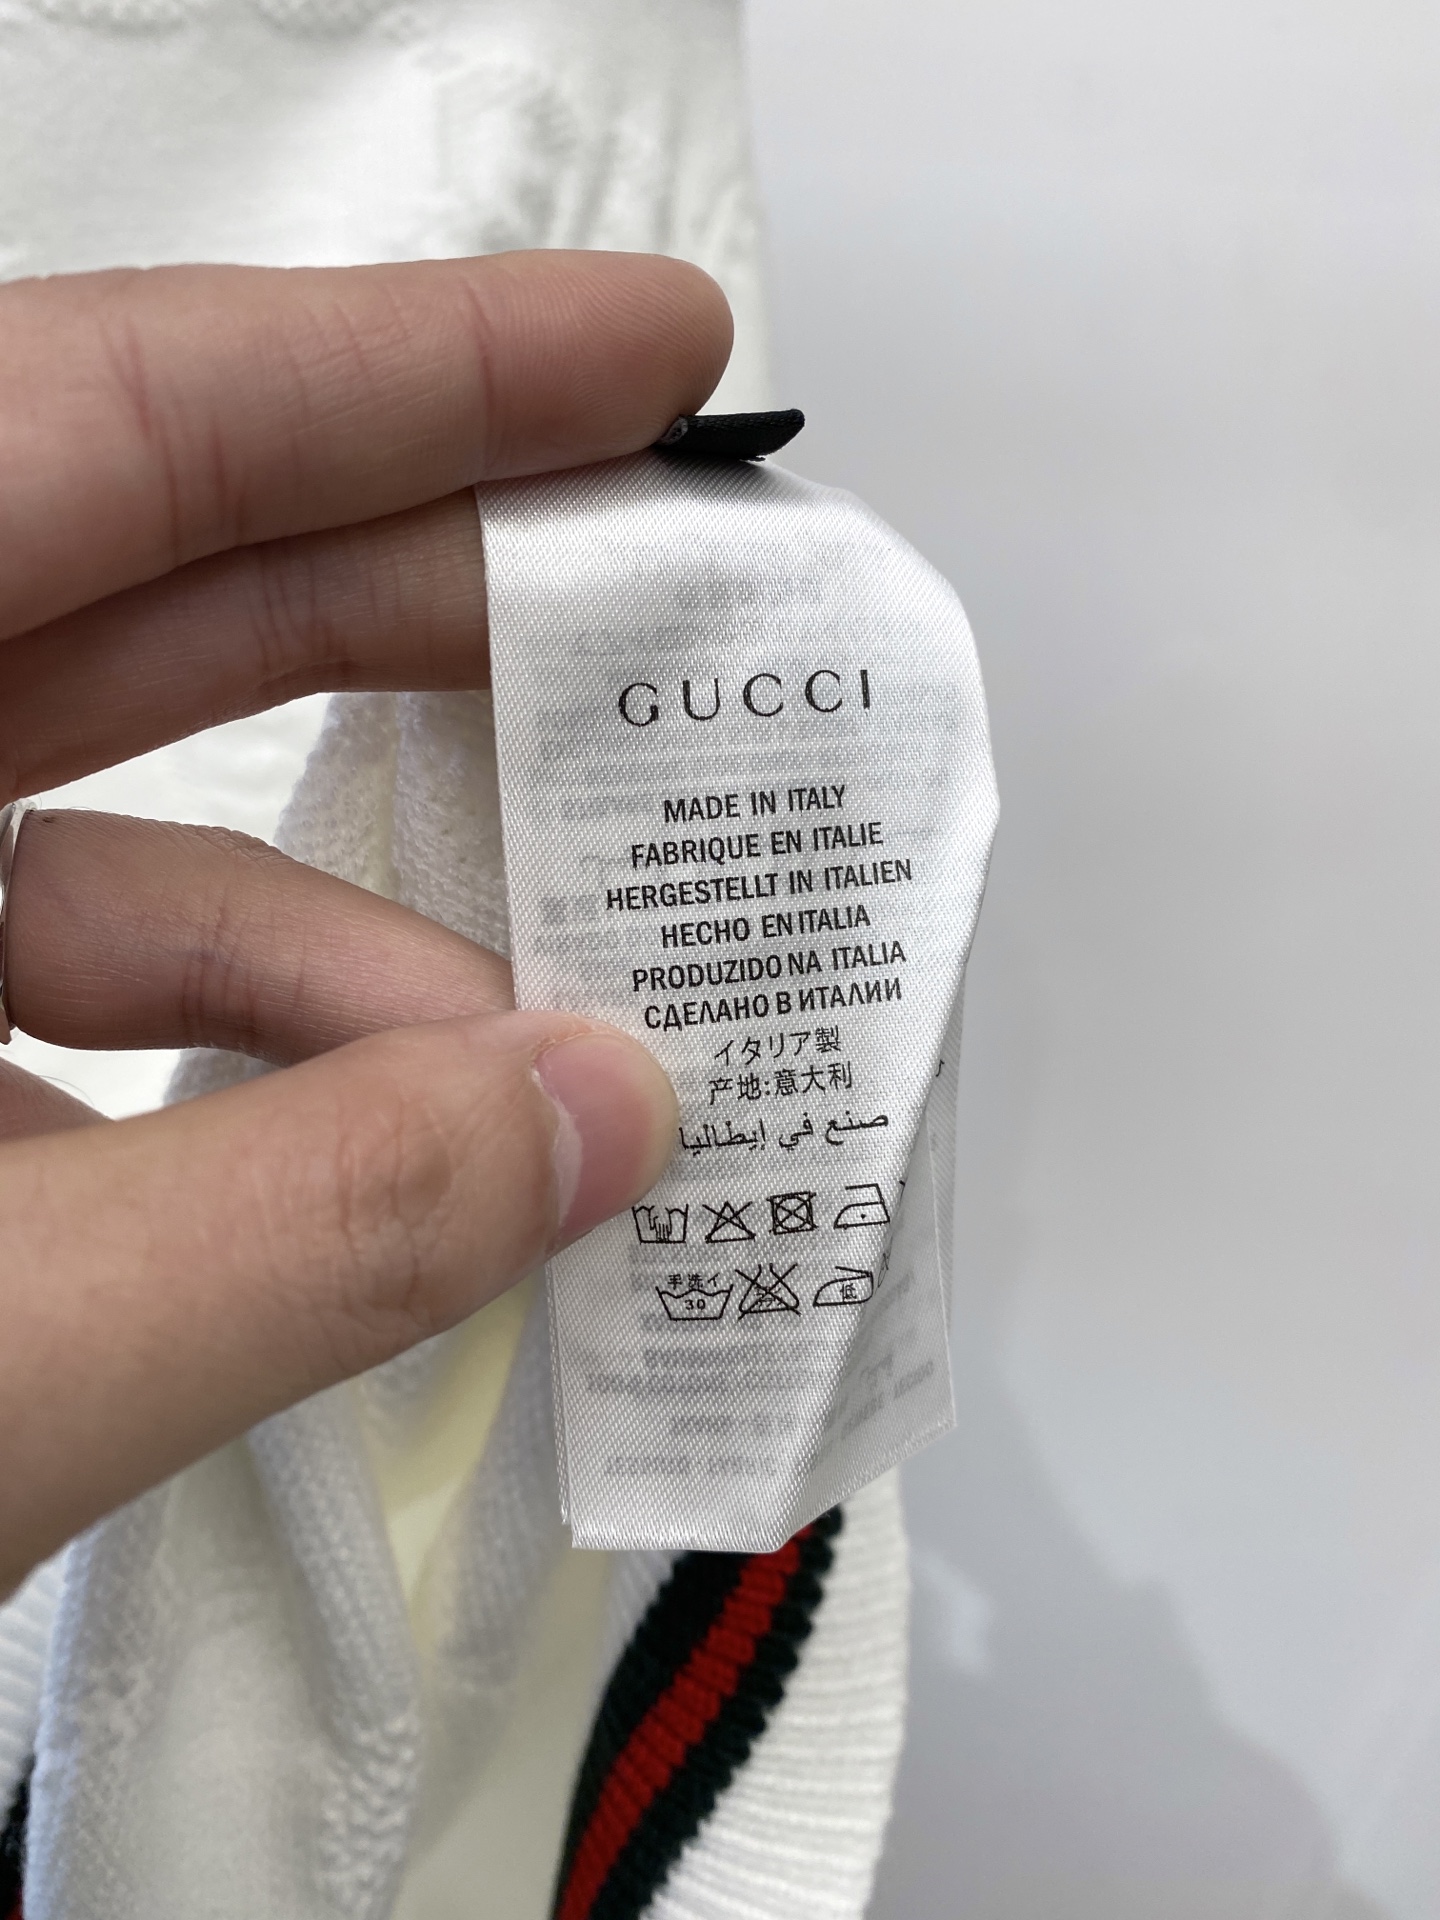 GUCCI
MADE IN ITALY
FABRIQUE EN ITALIE
HERGESTELLT IN ITALIEN
HECHO EN ITALIA
PRODUZIDO NA ITALIA
СДЕЛАНО В ИТАЛИИ
イタリア製
产地:意大利
صنع في إيطاليا
手洗イ
30
低